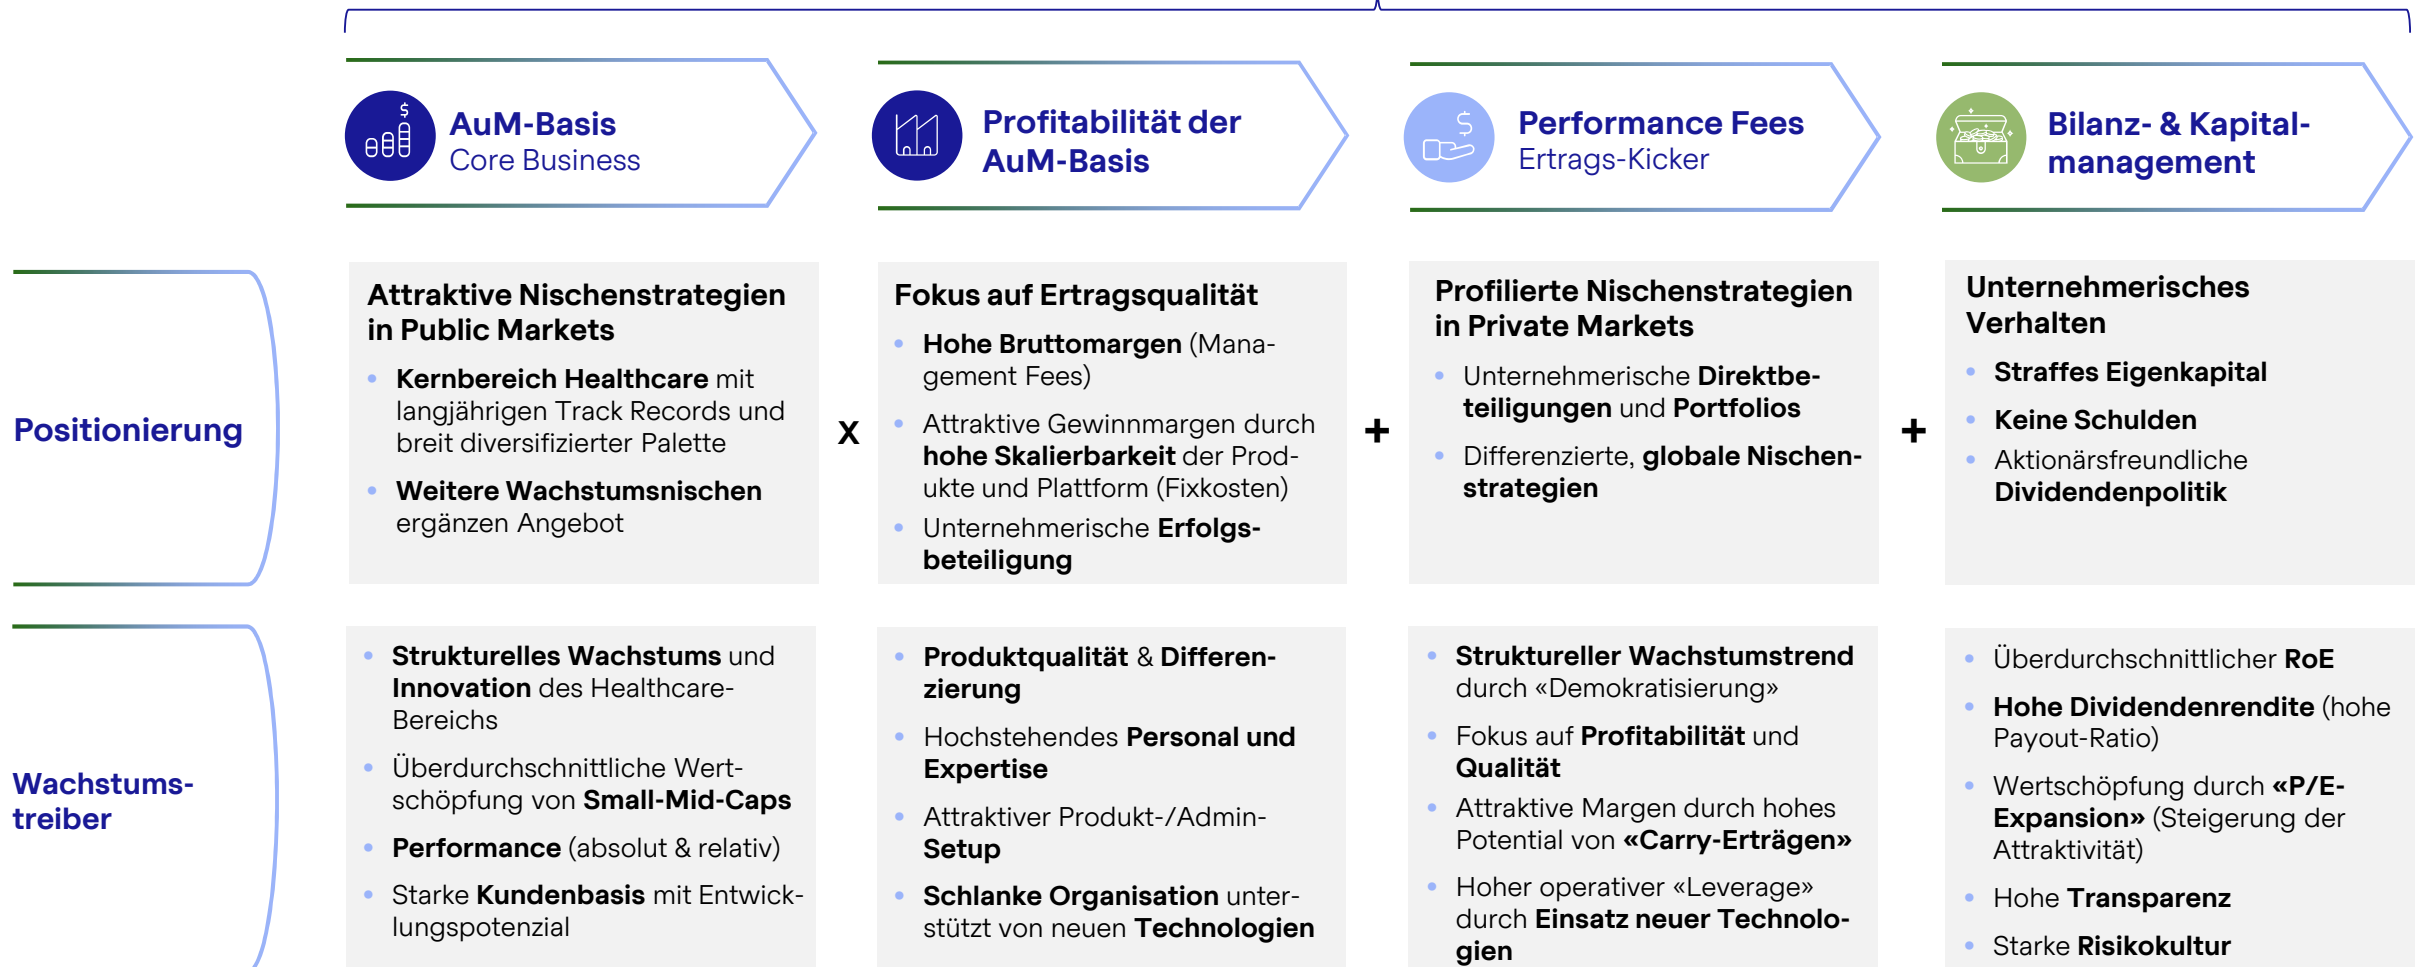 AuM-Basis
Core Business
Profitabilität der
AuM-Basis
Performance Fees
Ertrags-Kicker
Bilanz- & Kapital-
management
Positionierung
Attraktive Nischenstrategien
in Public Markets
• Kernbereich Healthcare mit
langjährigen Track Records und
breit diversifizierter Palette
• Weitere Wachstumsnischen
ergänzen Angebot
x
Fokus auf Ertragsqualität
• Hohe Bruttomargen (Mana-
gement Fees)
• Attraktive Gewinnmargen durch
hohe Skalierbarkeit der Prod-
ukte und Plattform (Fixkosten)
• Unternehmerische Erfolgs-
beteiligung
+
Profilierte Nischenstrategien
in Private Markets
• Unternehmerische Direktbe-
teiligungen und Portfolios
• Differenzierte, globale Nischen-
strategien
+
Unternehmerisches
Verhalten
• Straffes Eigenkapital
• Keine Schulden
• Aktionärsfreundliche
Dividendenpolitik
Wachstums-
treiber
• Strukturelles Wachstums und
Innovation des Healthcare-
Bereichs
• Überdurchschnittliche Wert-
schöpfung von Small-Mid-Caps
• Performance (absolut & relativ)
• Starke Kundenbasis mit Entwick-
lungspotenzial
• Produktqualität & Differen-
zierung
• Hochstehendes Personal und
Expertise
• Attraktiver Produkt-/Admin-
Setup
• Schlanke Organisation unter-
stützt von neuen Technologien
• Struktureller Wachstumstrend
durch «Demokratisierung»
• Fokus auf Profitabilität und
Qualität
• Attraktive Margen durch hohes
Potential von «Carry-Erträgen»
• Hoher operativer «Leverage»
durch Einsatz neuer Technolo-
gien
• Überdurchschnittlicher RoE
• Hohe Dividendenrendite (hohe
Payout-Ratio)
• Wertschöpfung durch «P/E-
Expansion» (Steigerung der
Attraktivität)
• Hohe Transparenz
• Starke Risikokultur